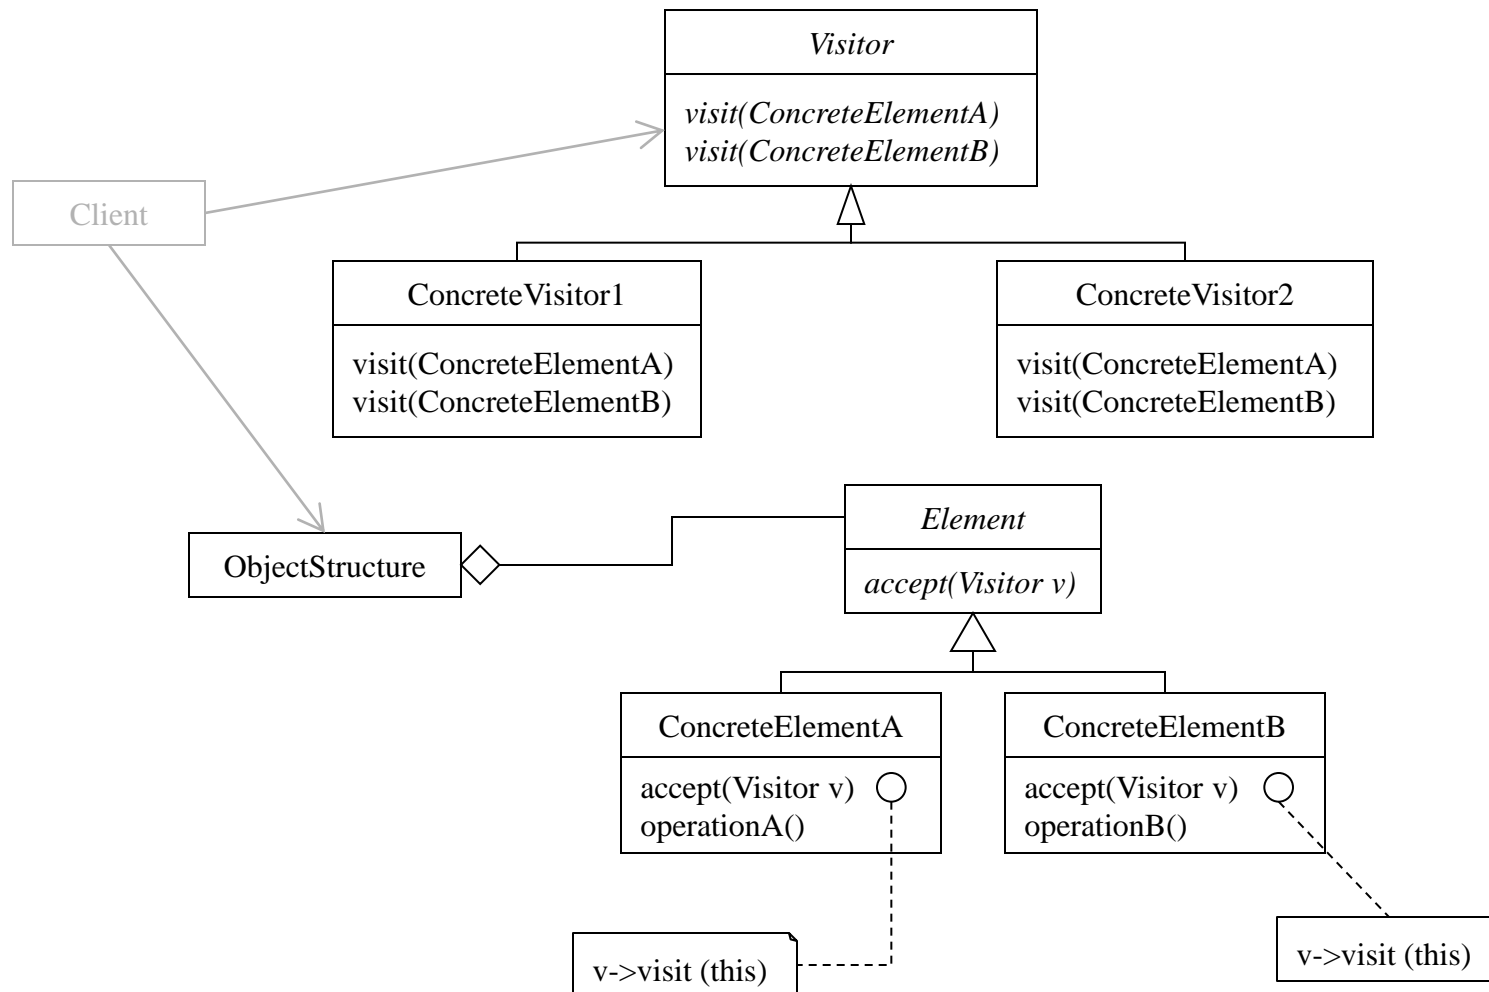 Visitor
visit(ConcreteElementA)
visit(ConcreteElementB)
Client
ConcreteVisitor1
visit(ConcreteElementA)
visit(ConcreteElementB)
ConcreteVisitor2
visit(ConcreteElementA)
visit(ConcreteElementB)
Element
accept(Visitor v)
ObjectStructure
ConcreteElementA
accept(Visitor v)
operationA()
ConcreteElementB
accept(Visitor v)
operationB()
v->visit (this)
v->visit (this)